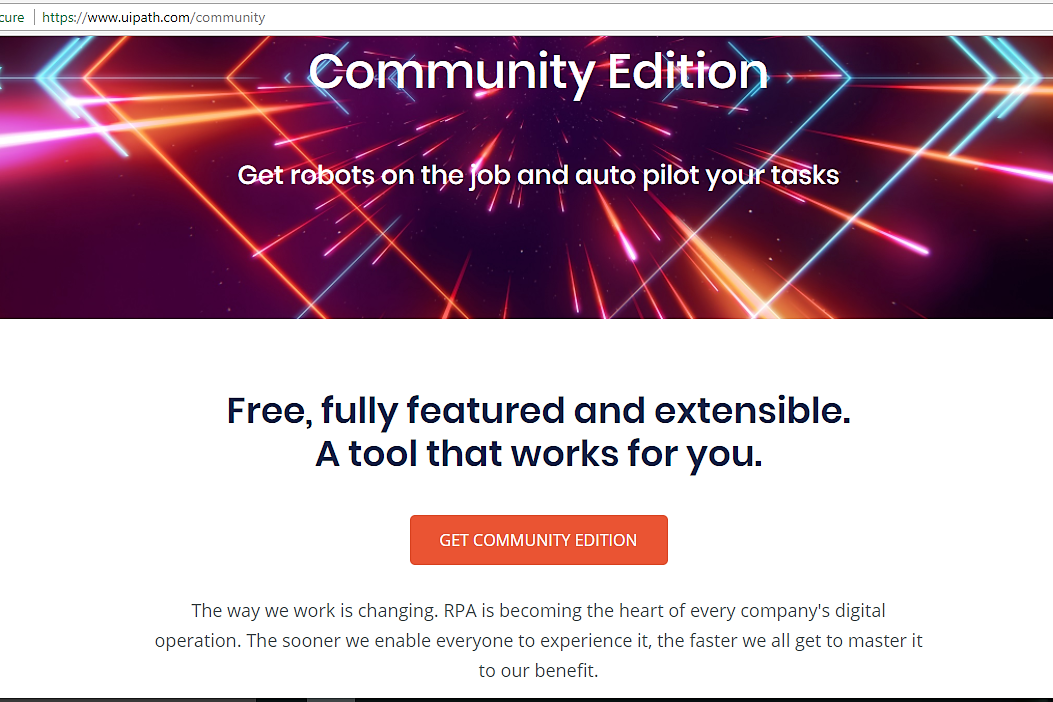 cure | https://www.uipath.com/community
Community Edition
Get robots on the job and auto pilot your tasks
Free, fully featured and extensible.
A tool that works for you.
GET COMMUNITY EDITION
The way we work is changing. RPA is becoming the heart of every company's digital
operation. The sooner we enable everyone to experience it, the faster we all get to master it
to our benefit.